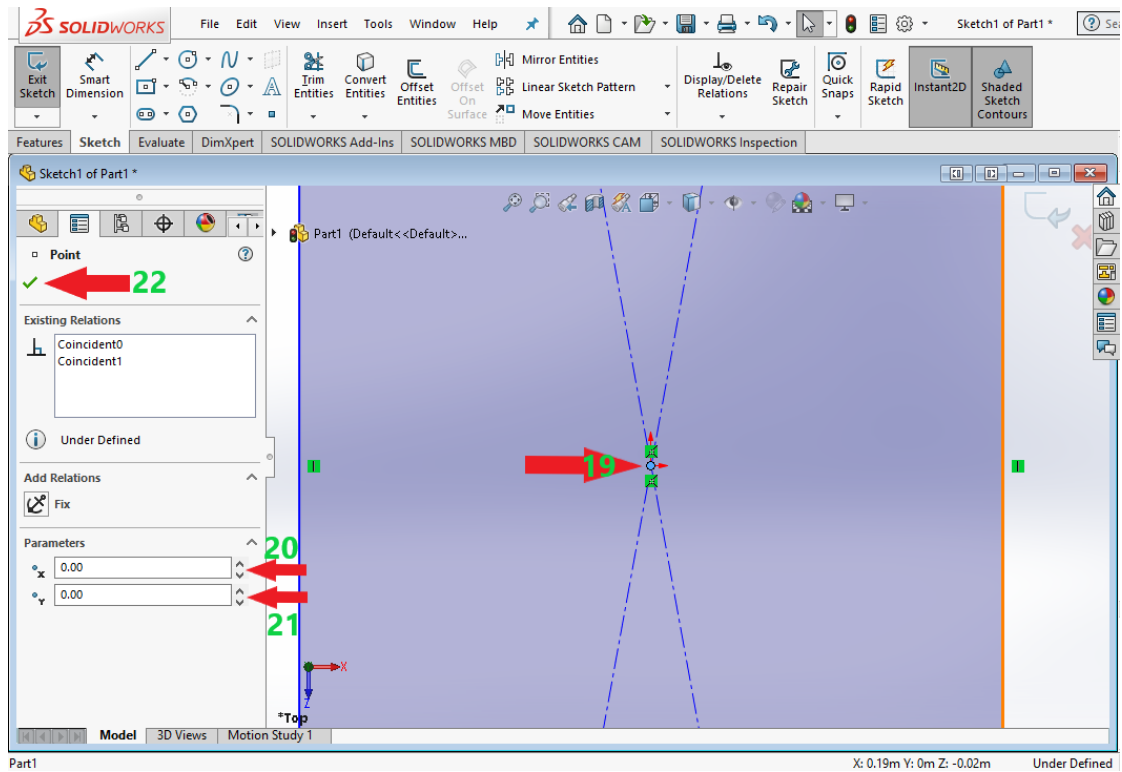 SOLIDWORKS File Edit View Insert Tools Window Help Sketch1 of Part1 * ? Sea
Exit Sketch
Smart Dimension
Trim Entities
Convert Entities
Offset Entities
Offset On Surface
Mirror Entities
Linear Sketch Pattern
Move Entities
Display/Delete Relations
Repair Sketch
Quick Snaps
Rapid Sketch
Instant2D
Shaded Sketch Contours
Features Sketch Evaluate DimXpert SOLIDWORKS Add-Ins SOLIDWORKS MBD SOLIDWORKS CAM SOLIDWORKS Inspection
Sketch1 of Part1 *
Part1 (Default<<Default>...
Point ?
22
Existing Relations
Coincident0
Coincident1
Under Defined
19
Add Relations
Fix
Parameters
20
X 0.00
Y 0.00
21
X
Z
*Top
Model 3D Views Motion Study 1
Part1 X: 0.19m Y: 0m Z: -0.02m Under Defined